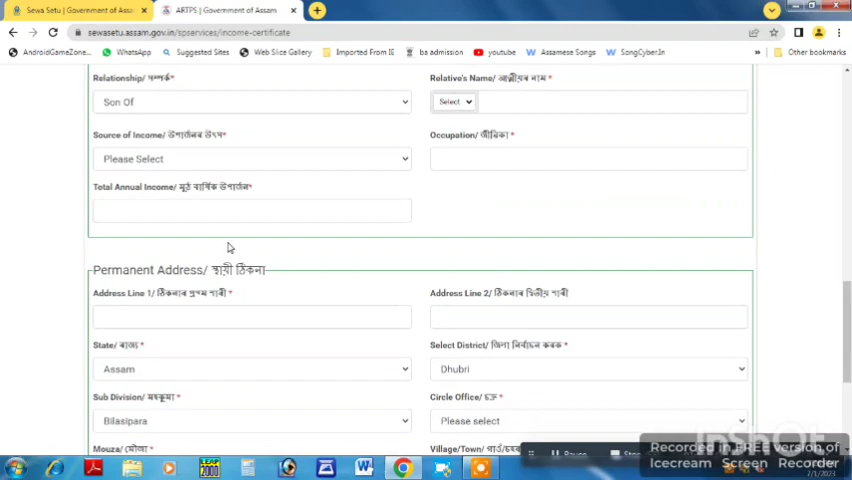 Sewa Setu | Government of Assam
ARTPS | Government of Assam
sewasetu.assam.gov.in/spservices/income-certificate
AndroidGameZone...
WhatsApp
Suggested Sites
Web Slice Gallery
Imported From IE
ba admission
youtube
Assamese Songs
SongCyber.In
Other bookmarks
Relationship/ সম্পৰ্ক*
Relative's Name/ আত্মীয়ৰ নাম *
Son Of
Select
Source of Income/ উপাৰ্জনৰ উৎস*
Occupation/ জীৱিকা *
Please Select
Total Annual Income/ মুঠ বাৰ্ষিক উপাৰ্জন*
Permanent Address/ স্থায়ী ঠিকনা
Address Line 1/ ঠিকনাৰ প্ৰথম শাৰী *
Address Line 2/ ঠিকনাৰ দ্বিতীয় শাৰী
State/ ৰাজ্য *
Select District/ জিলা নিৰ্বাচন কৰক *
Assam
Dhubri
Sub Division/ মহকুমা *
Circle Office/ চক্ৰ *
Bilasipara
Please select
Mouza/ মৌজা *
Village/Town/
Pause
Recorded in FREE version of
Icecream Screen Recorder
7/1/2023